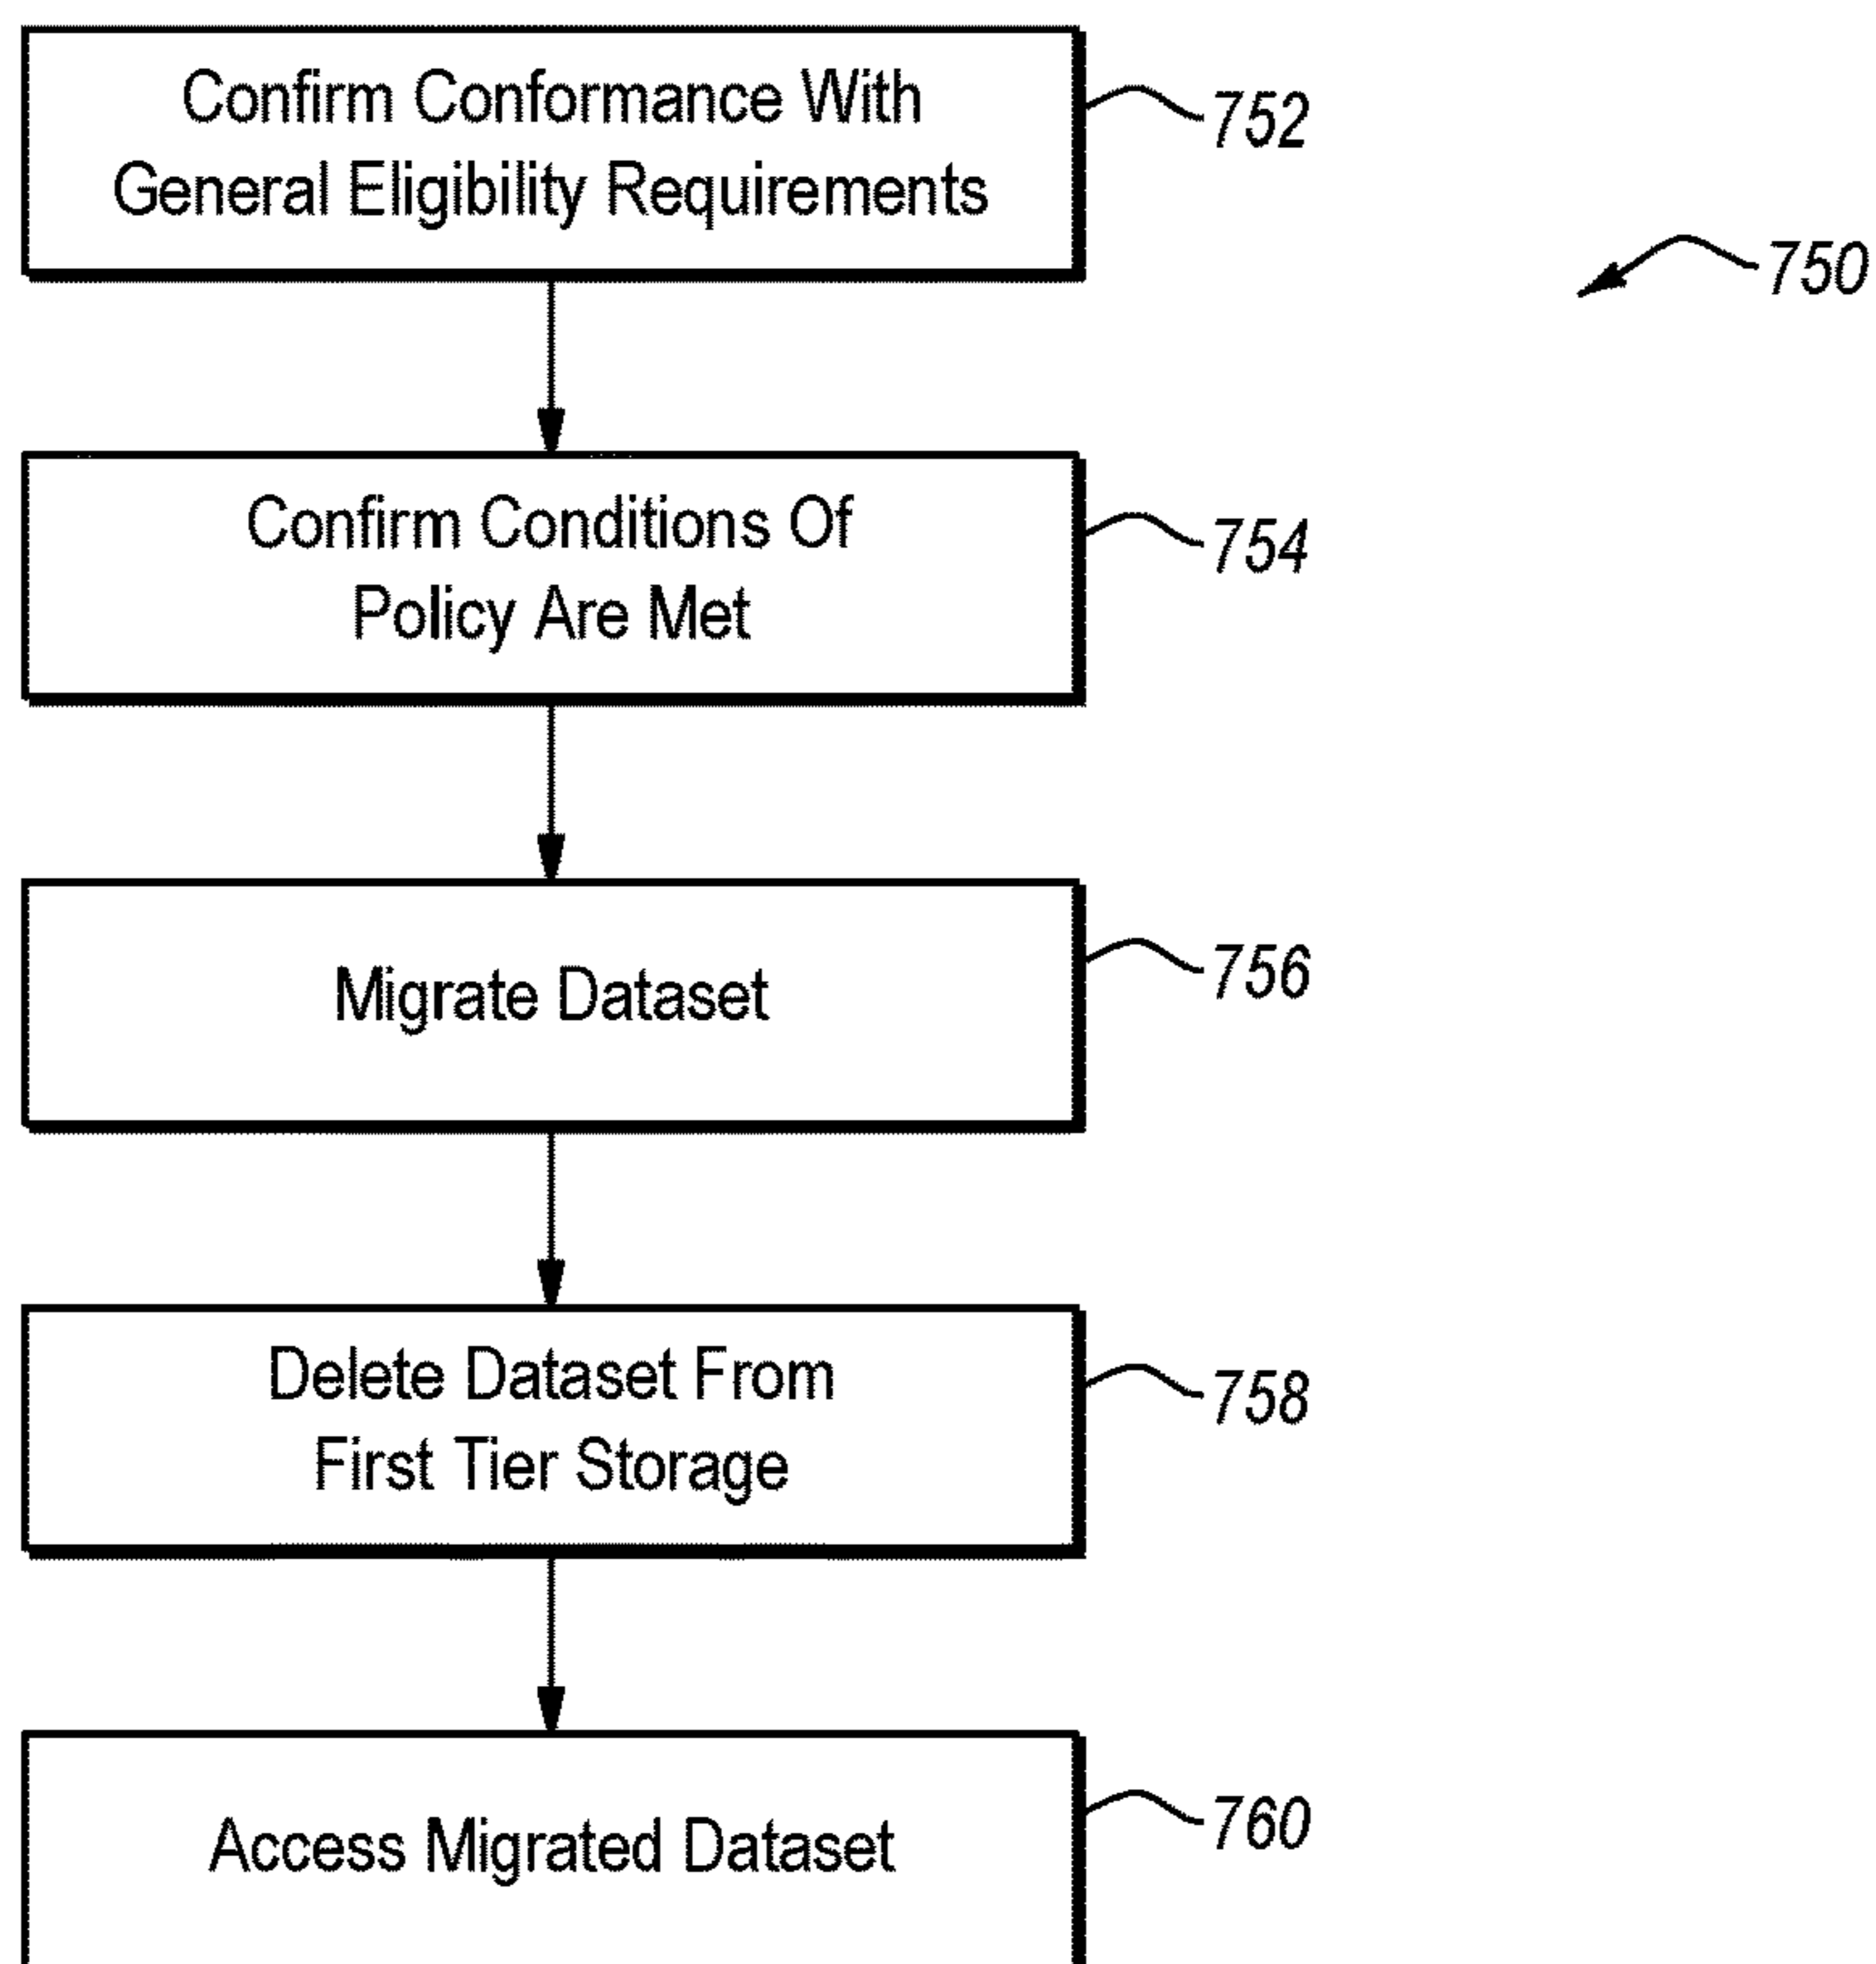 Confirm Conformance With
General Eligibility Requirements
752
750
Confirm Conditions Of
Policy Are Met
754
Migrate Dataset
756
Delete Dataset From
First Tier Storage
758
Access Migrated Dataset
760